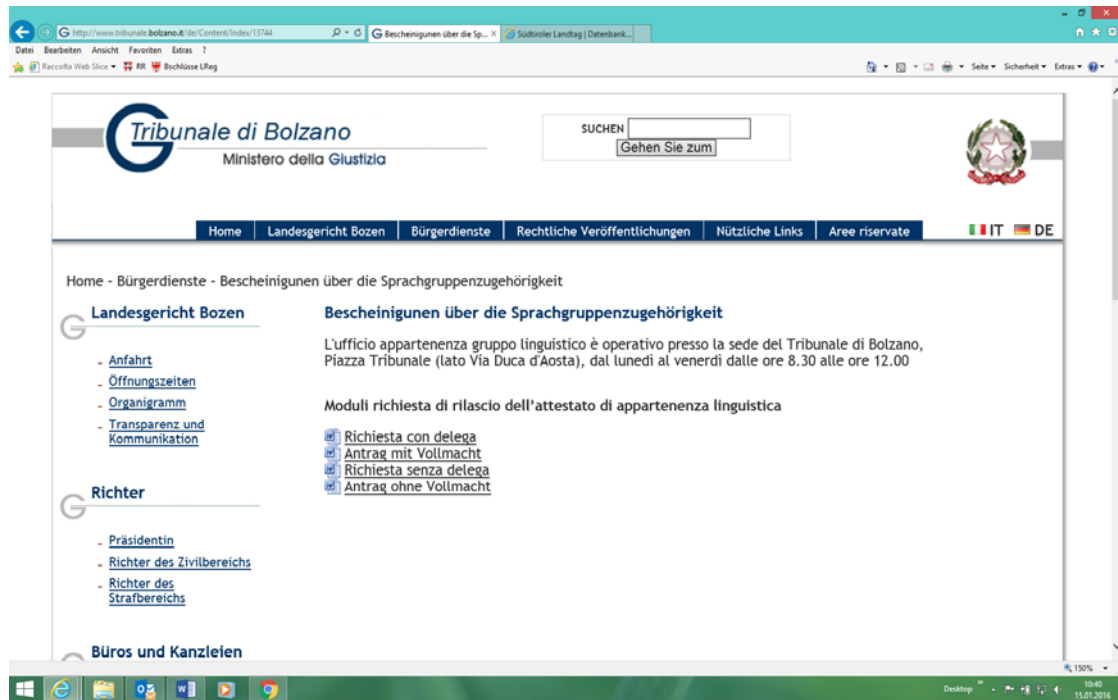 http://www.tribunale.bolzano.it/de/Content/Index/13744
Bescheinigunen über die Sp...
Südtiroler Landtag | Datenbank...
Datei Bearbeiten Ansicht Favoriten Extras ?
Raccolta Web Slice RR Bschlüsse LReg
Seite Sicherheit Extras
Tribunale di Bolzano
Ministero della Giustizia
SUCHEN
Gehen Sie zum
Home Landesgericht Bozen Bürgerdienste Rechtliche Veröffentlichungen Nützliche Links Aree riservate IT DE
Home - Bürgerdienste - Bescheinigunen über die Sprachgruppenzugehörigkeit
Landesgericht Bozen
Anfahrt
Öffnungszeiten
Organigramm
Transparenz und
Kommunikation
Richter
Präsidentin
Richter des Zivilbereichs
Richter des
Strafbereichs
Büros und Kanzleien
Bescheinigunen über die Sprachgruppenzugehörigkeit
L'ufficio appartenenza gruppo linguistico è operativo presso la sede del Tribunale di Bolzano,
Piazza Tribunale (lato Via Duca d'Aosta), dal lunedì al venerdì dalle ore 8.30 alle ore 12.00
Moduli richiesta di rilascio dell'attestato di appartenenza linguistica
Richiesta con delega
Antrag mit Vollmacht
Richiesta senza delega
Antrag ohne Vollmacht
150%
Desktop
10:40
15.01.2016